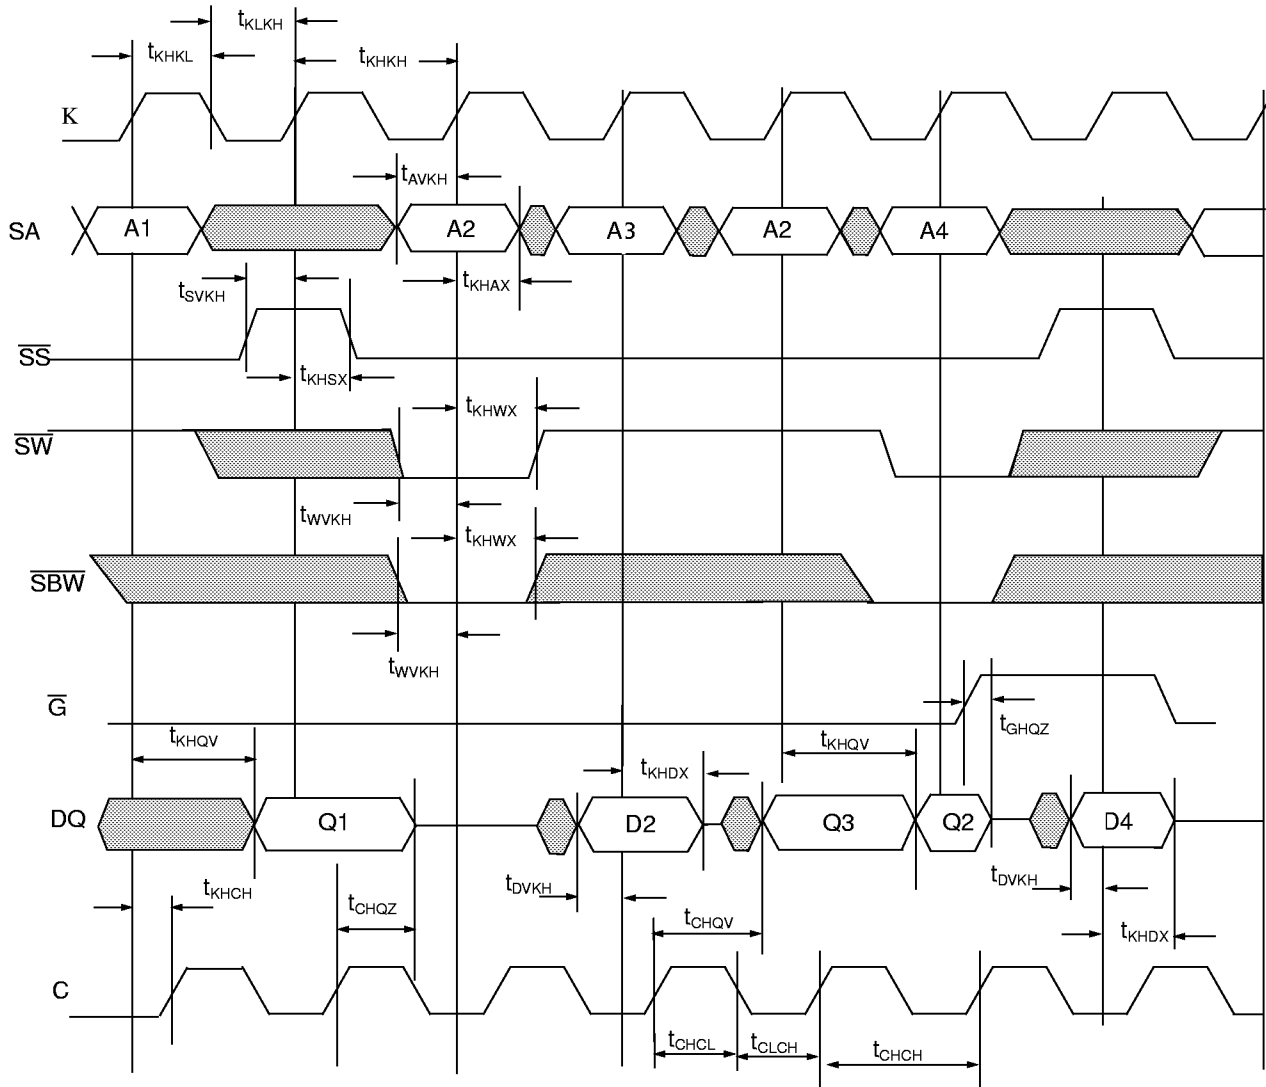 tKLKH
tKHKL
tKHKH
K
tAVKH
SA
A1
A2
A3
A2
A4
tSVKH
tKHAX
SS
tKHSX
tKHWX
SW
tWVKH
tKHWX
SBW
tWVKH
G
tGHQZ
tKHQV
tKHDX
tKHQV
DQ
Q1
D2
Q3
Q2
D4
tKHCH
tCHQZ
tDVKH
tCHQV
tDVKH
tKHDX
C
tCHCL
tCLCH
tCHCH